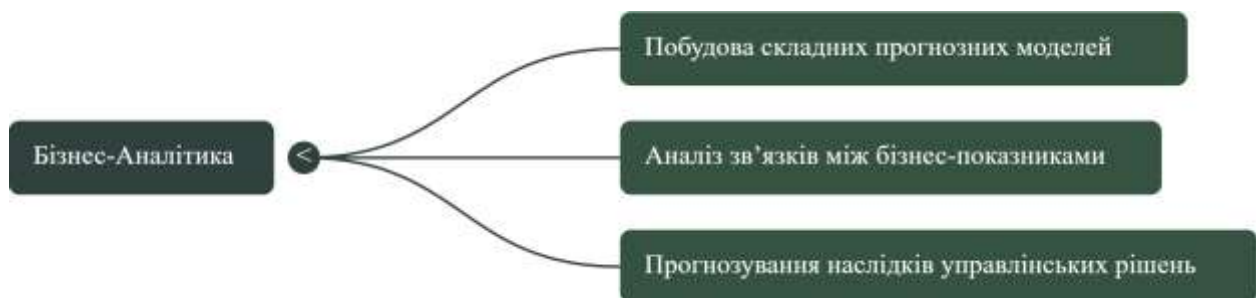 Побудова складних прогнозних моделей
Бізнес-Аналітика
<
Аналіз зв’язків між бізнес-показниками
Прогнозування наслідків управлінських рішень